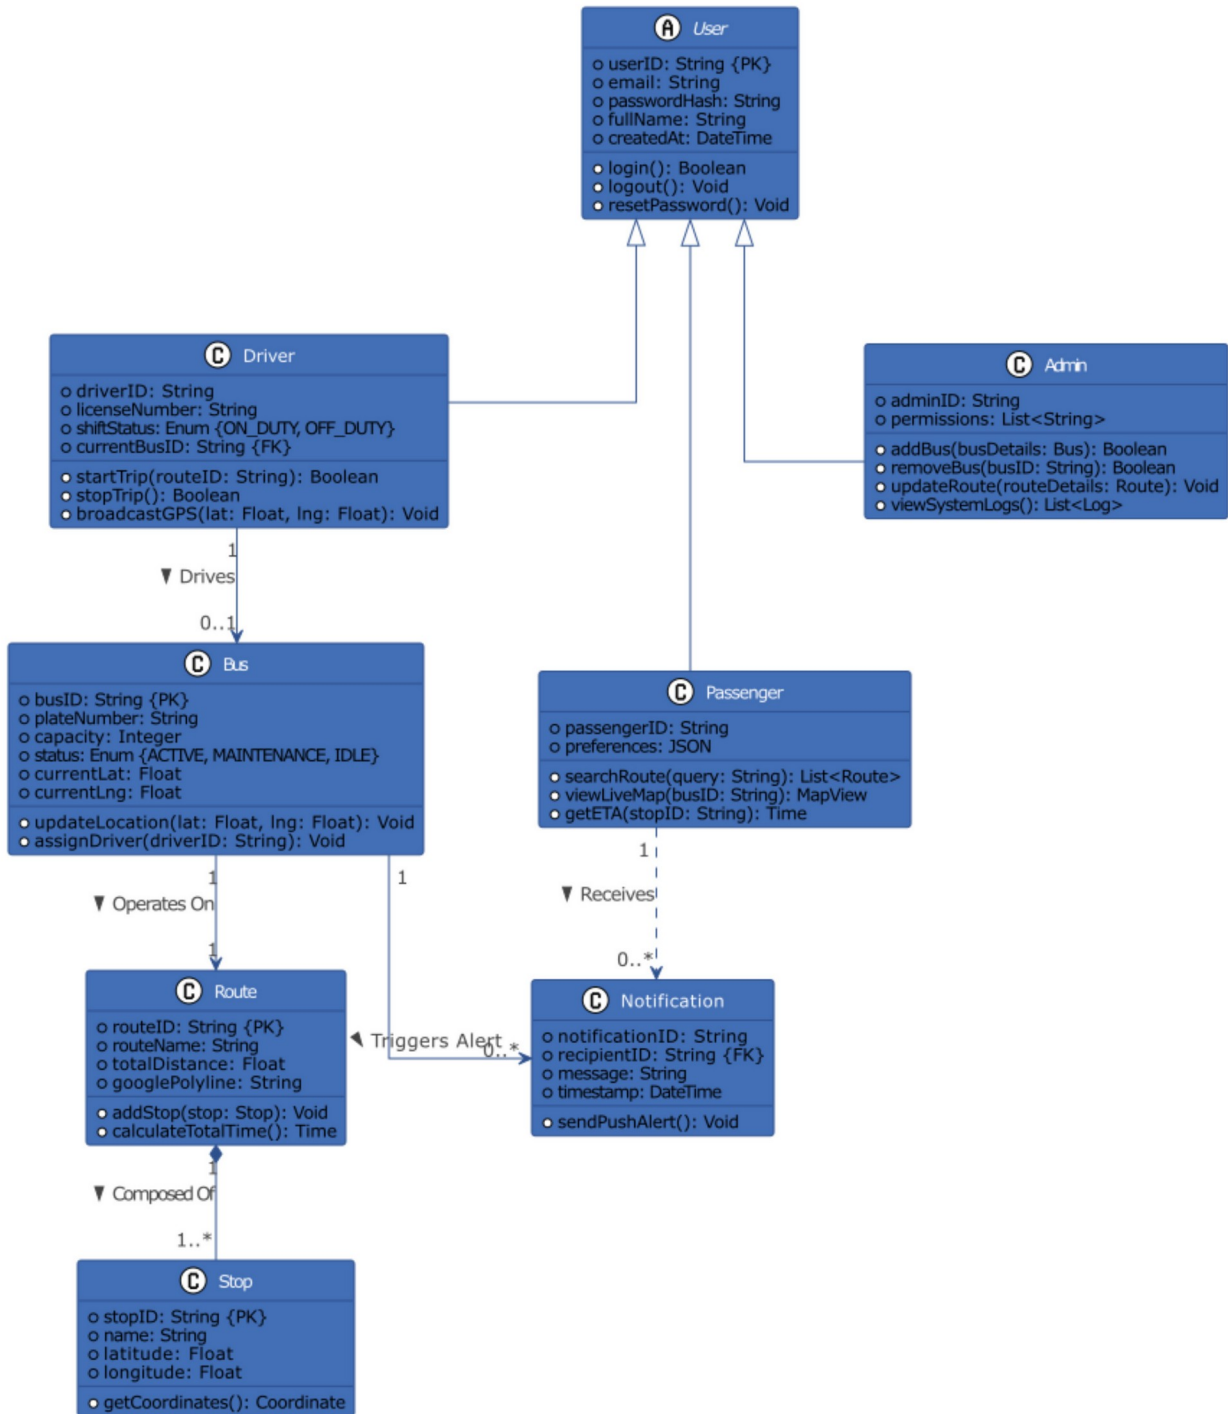 A User
userID: String {PK}
email: String
passwordHash: String
fullName: String
createdAt: DateTime
login(): Boolean
logout(): Void
resetPassword(): Void
C Driver
driverID: String
licenseNumber: String
shiftStatus: Enum {ON_DUTY, OFF_DUTY}
currentBusID: String {FK}
startTrip(routeID: String): Boolean
stopTrip(): Boolean
broadcastGPS(lat: Float, lng: Float): Void
C Admin
adminID: String
permissions: List<String>
addBus(busDetails: Bus): Boolean
removeBus(busID: String): Boolean
updateRoute(routeDetails: Route): Void
viewSystemLogs(): List<Log>
1
Drives
0..1
C Bus
busID: String {PK}
plateNumber: String
capacity: Integer
status: Enum {ACTIVE, MAINTENANCE, IDLE}
currentLat: Float
currentLng: Float
updateLocation(lat: Float, lng: Float): Void
assignDriver(driverID: String): Void
C Passenger
passengerID: String
preferences: JSON
searchRoute(query: String): List<Route>
viewLiveMap(busID: String): MapView
getETA(stopID: String): Time
1
Operates On
1
1
Triggers Alert
0..*
1
Receives
0..*
C Route
routeID: String {PK}
routeName: String
totalDistance: Float
googlePolyline: String
addStop(stop: Stop): Void
calculateTotalTime(): Time
C Notification
notificationID: String
recipientID: String {FK}
message: String
timestamp: DateTime
sendPushAlert(): Void
1
Composed Of
1..*
C Stop
stopID: String {PK}
name: String
latitude: Float
longitude: Float
getCoordinates(): Coordinate